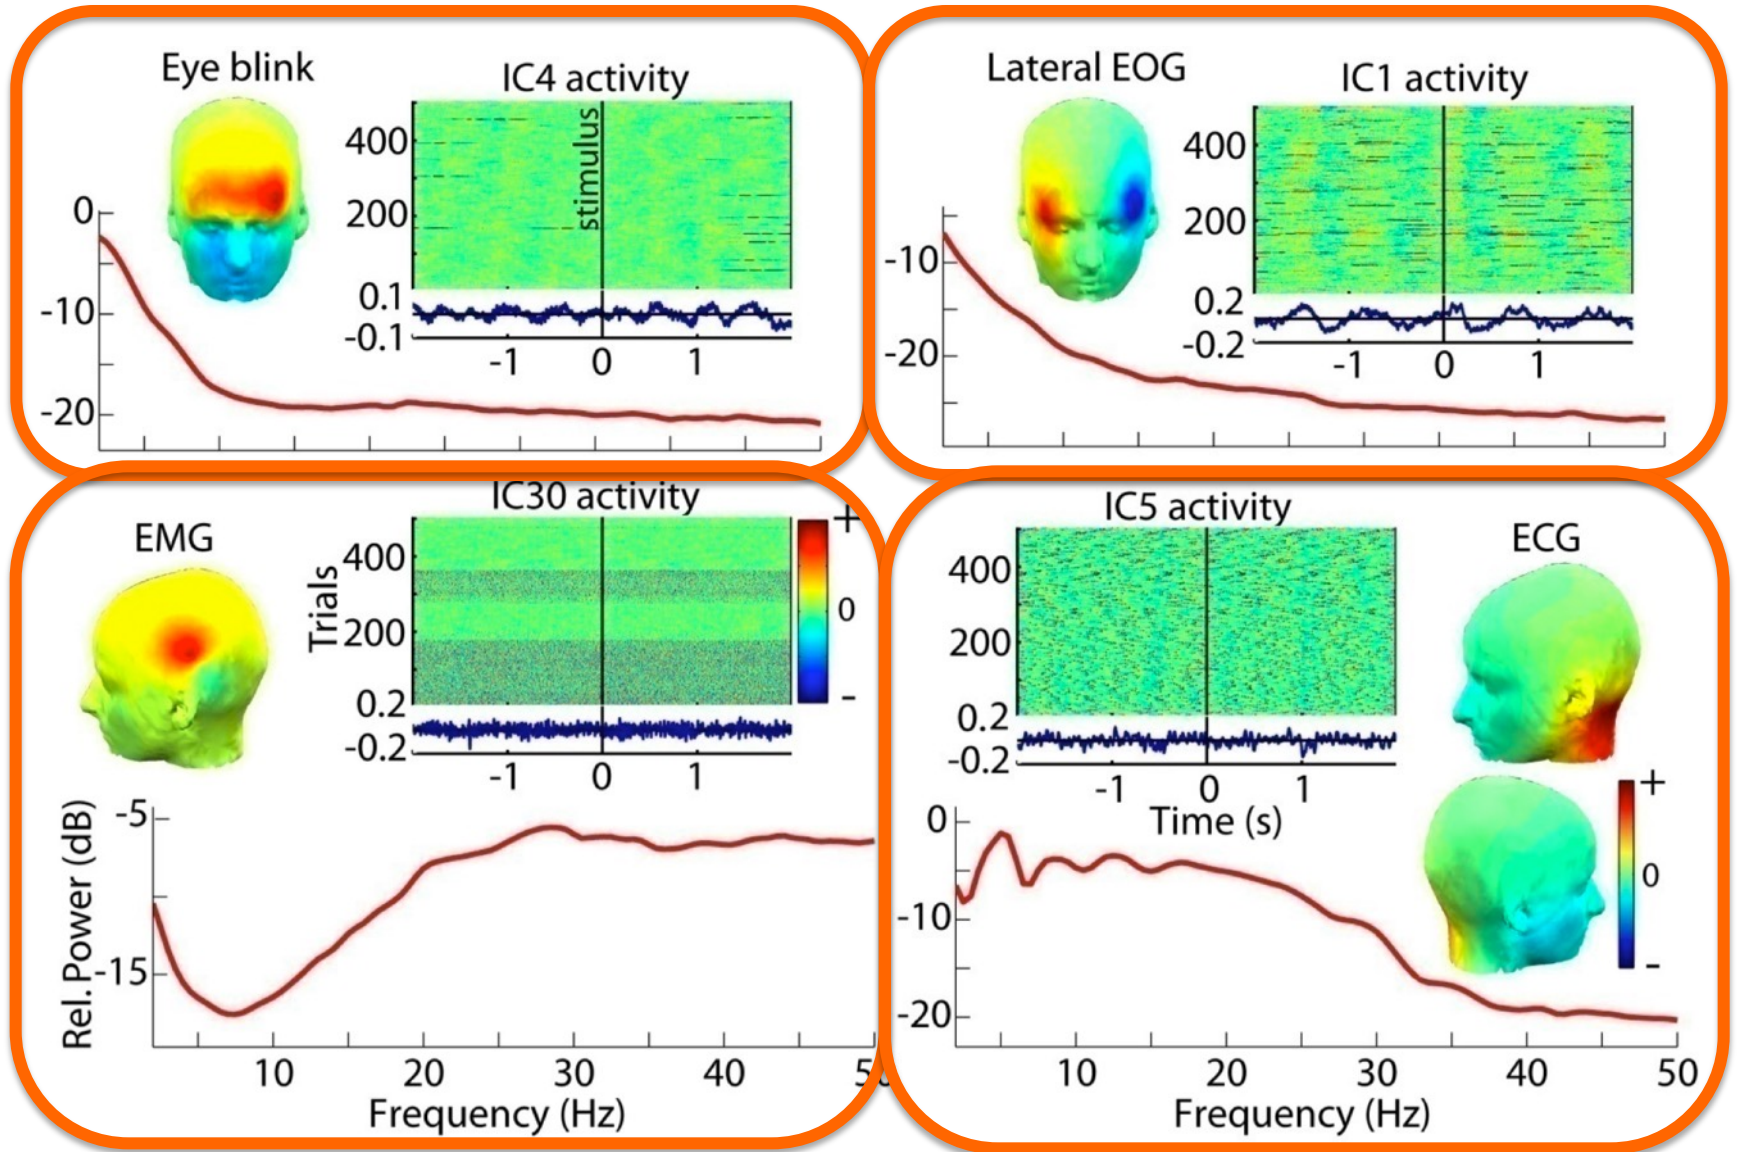 Eye blink
IC4 activity
stimulus
400
200
0.1
-0.1
-1 0 1
0
-10
-20
Lateral EOG
IC1 activity
400
200
0.2
-0.2
-1 0 1
-10
-20
EMG
IC30 activity
Trials
400
200
0.2
-0.2
-1 0 1
+
0
-
Rel. Power (dB)
-5
-15
10 20 30 40 50
Frequency (Hz)
IC5 activity
ECG
400
200
0.2
-0.2
-1 0 1
Time (s)
+
0
-
0
-10
-20
10 20 30 40 50
Frequency (Hz)